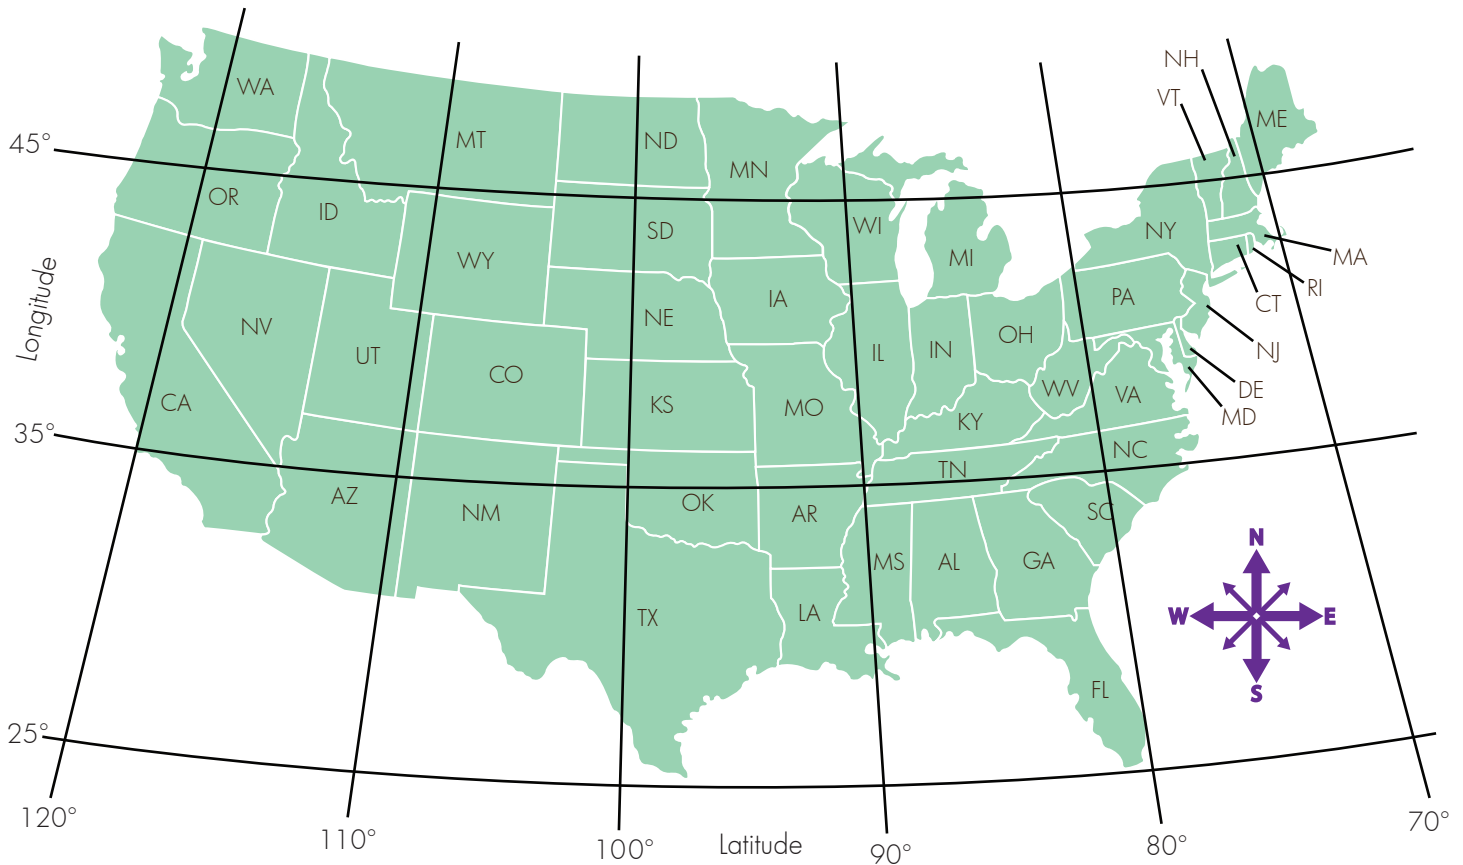 NH
VT
WA
ME
MT
ND
45°
MN
OR
ID
WI
SD
NY
WY
MI
MA
Longitude
RI
PA
IA
CT
NE
NV
OH
IN
IL
NJ
UT
CO
WV
DE
VA
CA
KS
MO
MD
KY
35°
NC
TN
AZ
OK
NM
AR
SC
N
MS
AL
GA
LA
TX
W
E
FL
S
25°
120°
110°
100°
Latitude
90°
80°
70°